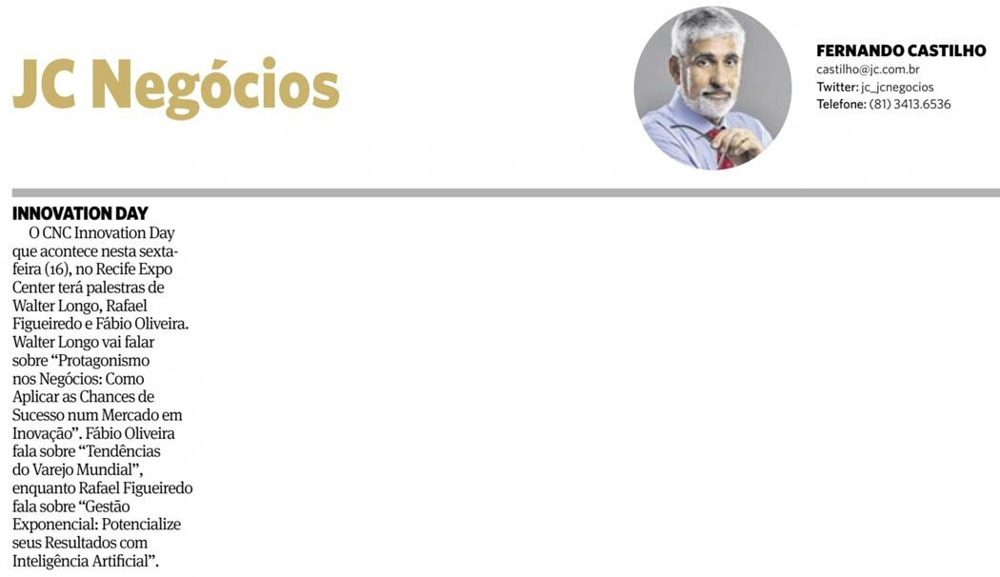 JC Negócios
FERNANDO CASTILHO
castilho@jc.com.br
Twitter: jc_jcnegocios
Telefone: (81) 3413.6536
INNOVATION DAY
O CNC Innovation Day
que acontece nesta sexta-
feira (16), no Recife Expo
Center terá palestras de
Walter Longo, Rafael
Figueiredo e Fábio Oliveira.
Walter Longo vai falar
sobre “Protagonismo
nos Negócios: Como
Aplicar as Chances de
Sucesso num Mercado em
Inovação”. Fábio Oliveira
fala sobre “Tendências
do Varejo Mundial”,
enquanto Rafael Figueiredo
fala sobre “Gestão
Exponencial: Potencialize
seus Resultados com
Inteligência Artificial”.